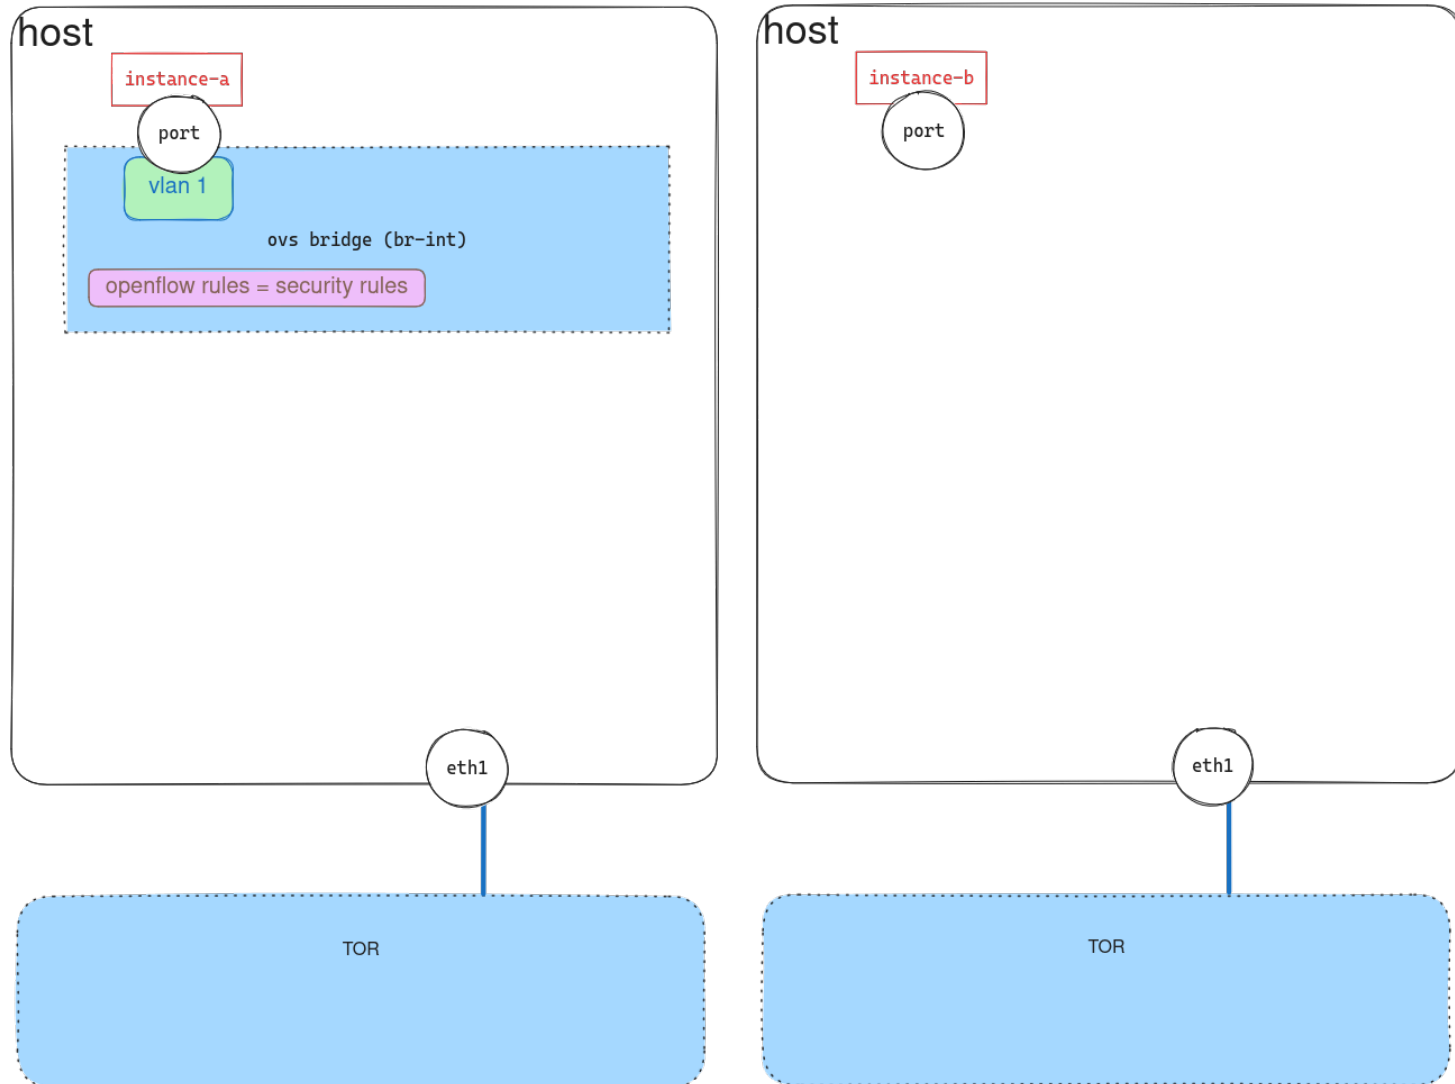 host
instance-a
port
vlan 1
ovs bridge (br-int)
openflow rules = security rules
eth1
TOR
host
instance-b
port
eth1
TOR